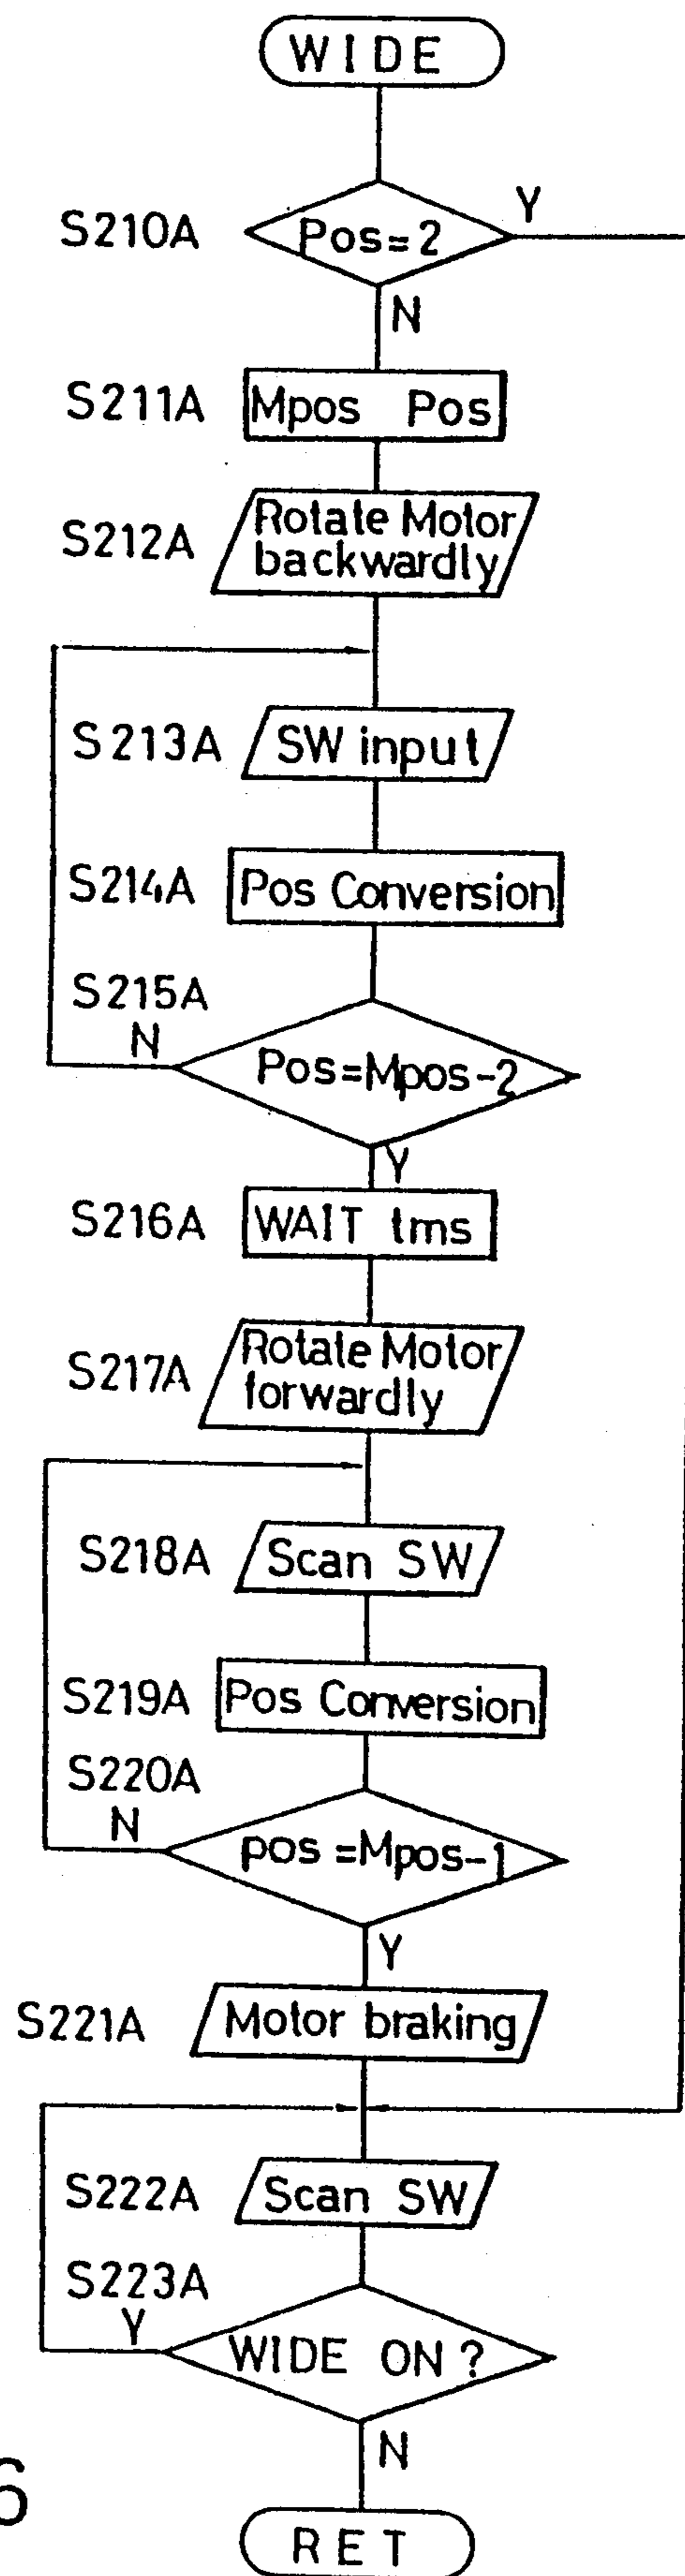 WIDE
S210A
Pos=2
Y
N
S211A
Mpos Pos
S212A
Rotate Motor
backwardly
S213A
SW input
S214A
Pos Conversion
S215A
N
Pos=Mpos-2
Y
S216A
WAIT tms
S217A
Rotate Motor
forwardly
S218A
Scan SW
S219A
Pos Conversion
S220A
N
pos=Mpos-1
Y
S221A
Motor braking
S222A
Scan SW
S223A
Y
WIDE ON?
N
6
RET